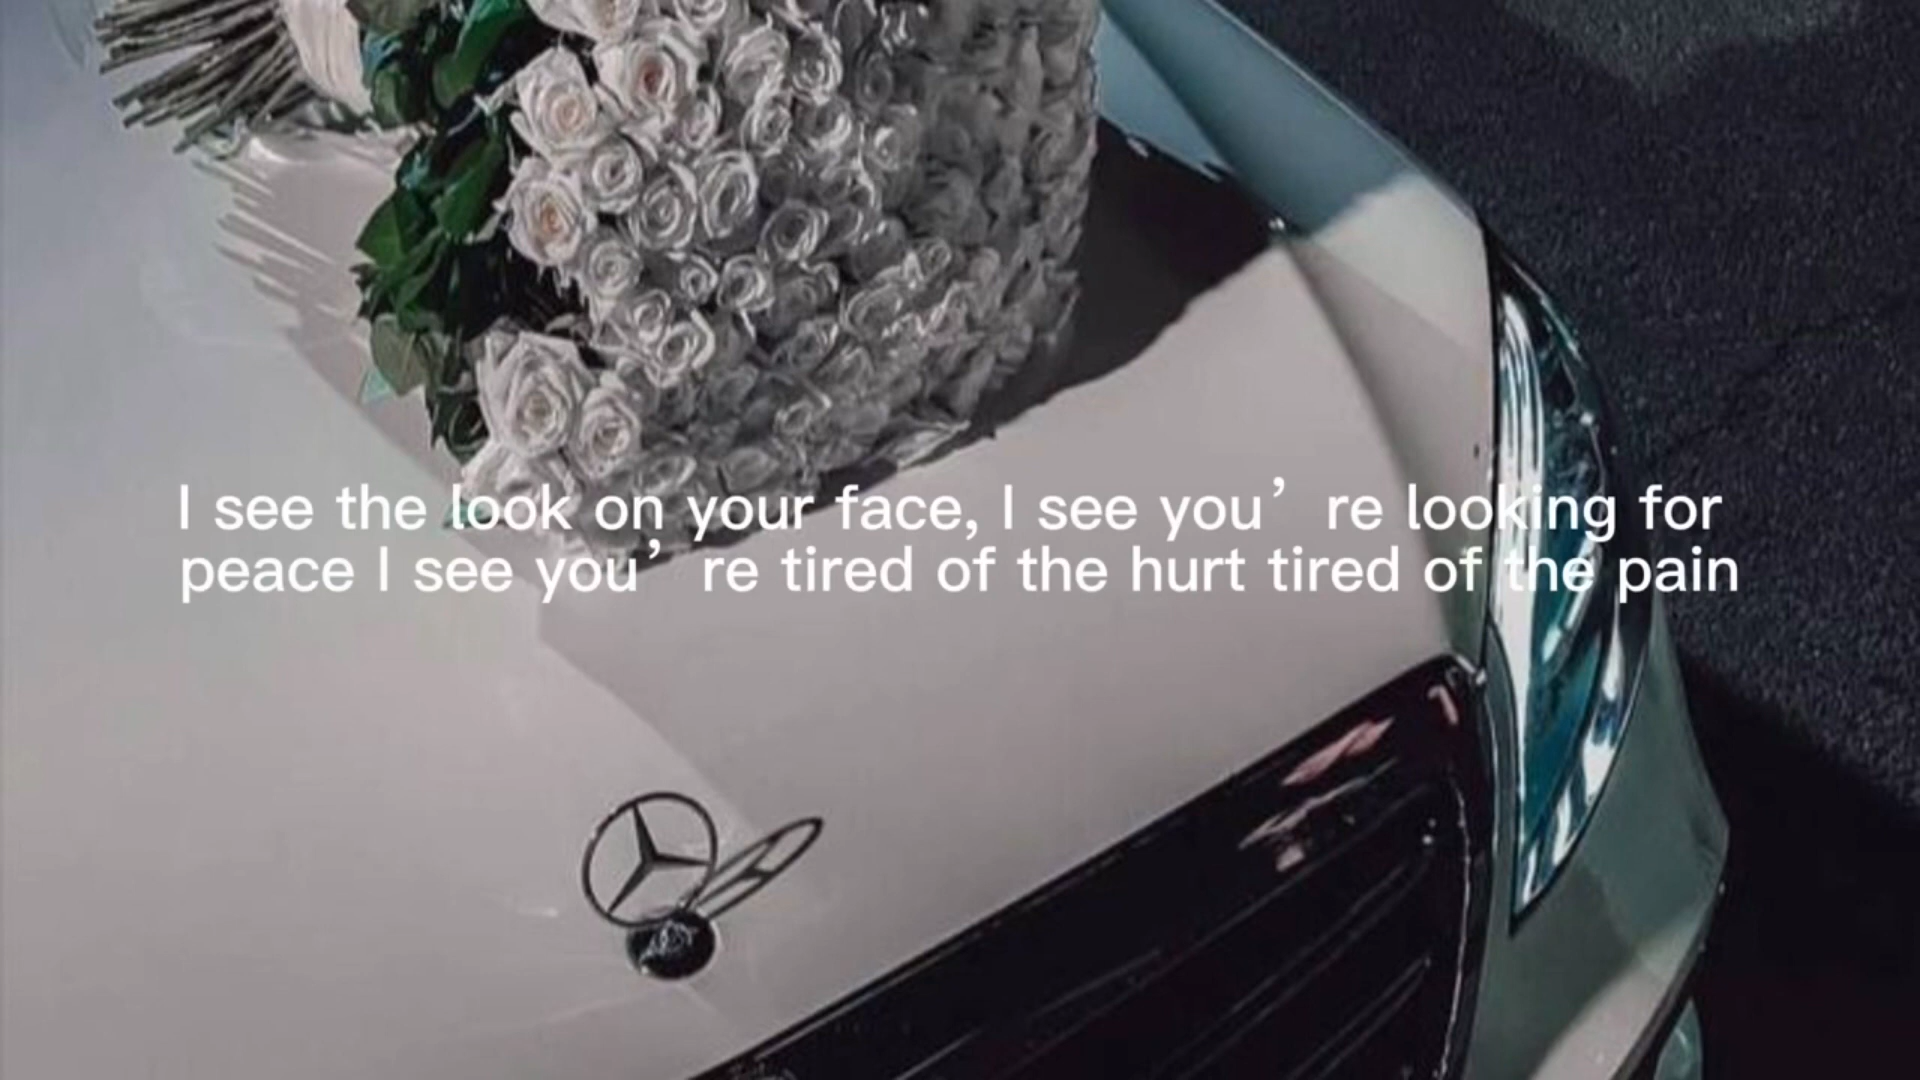 I see the look on your face, I see you’re looking for
peace I see you’re tired of the hurt tired of the pain